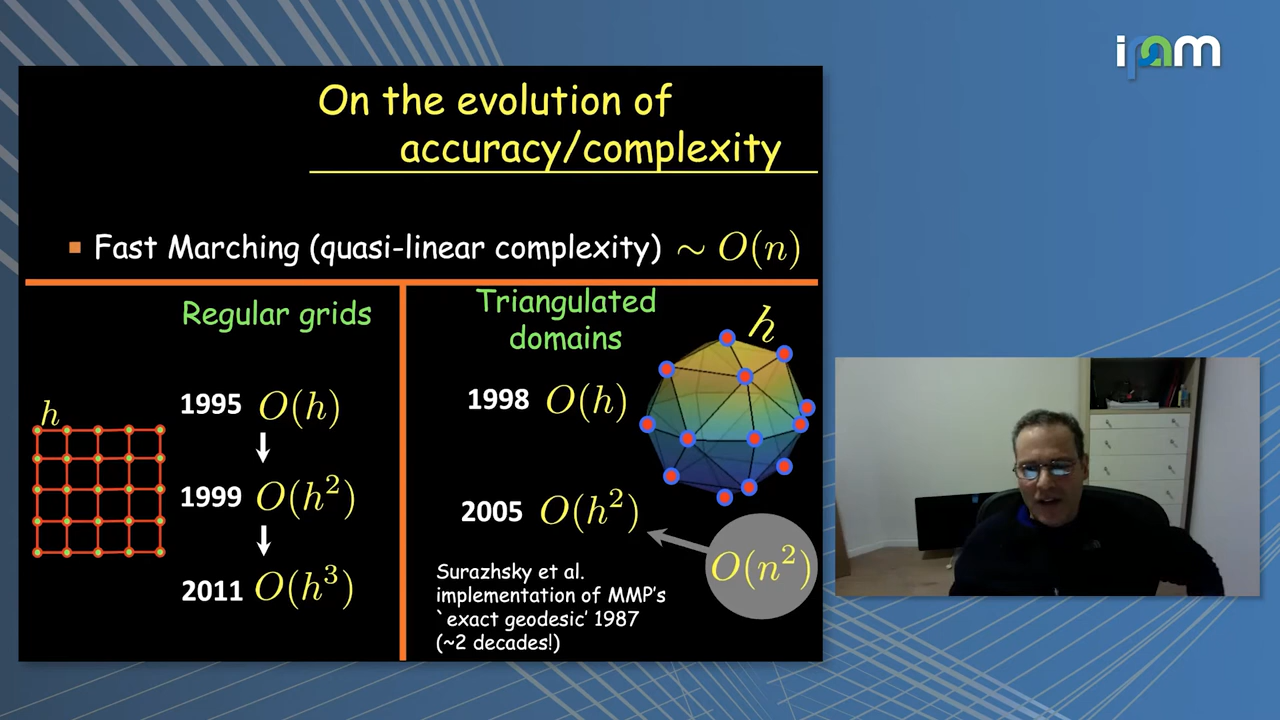 ipam
On the evolution of
accuracy/complexity
Fast Marching (quasi-linear complexity) ~ O(n)
Regular grids
h
1995 O(h)
1999 O(h²)
2011 O(h³)
Triangulated
domains
h
1998 O(h)
2005 O(h²)
O(n²)
Surazhsky et al.
implementation of MMP's
`exact geodesic' 1987
(~2 decades!)